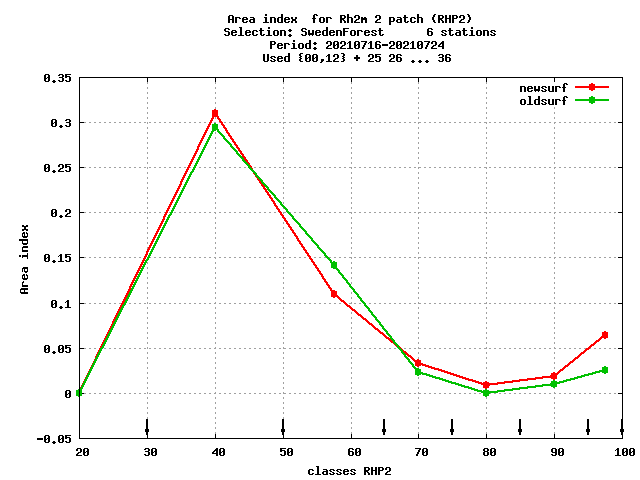 Area index  for Rh2m 2 patch (RHP2)
Selection: SwedenForest      6 stations
Period: 20210716-20210724
Used {00,12} + 25 26 ... 36
newsurf
oldsurf
0.35
0.3
0.25
0.2
0.15
0.1
0.05
0
-0.05
Area index
20 30 40 50 60 70 80 90 100
classes RHP2